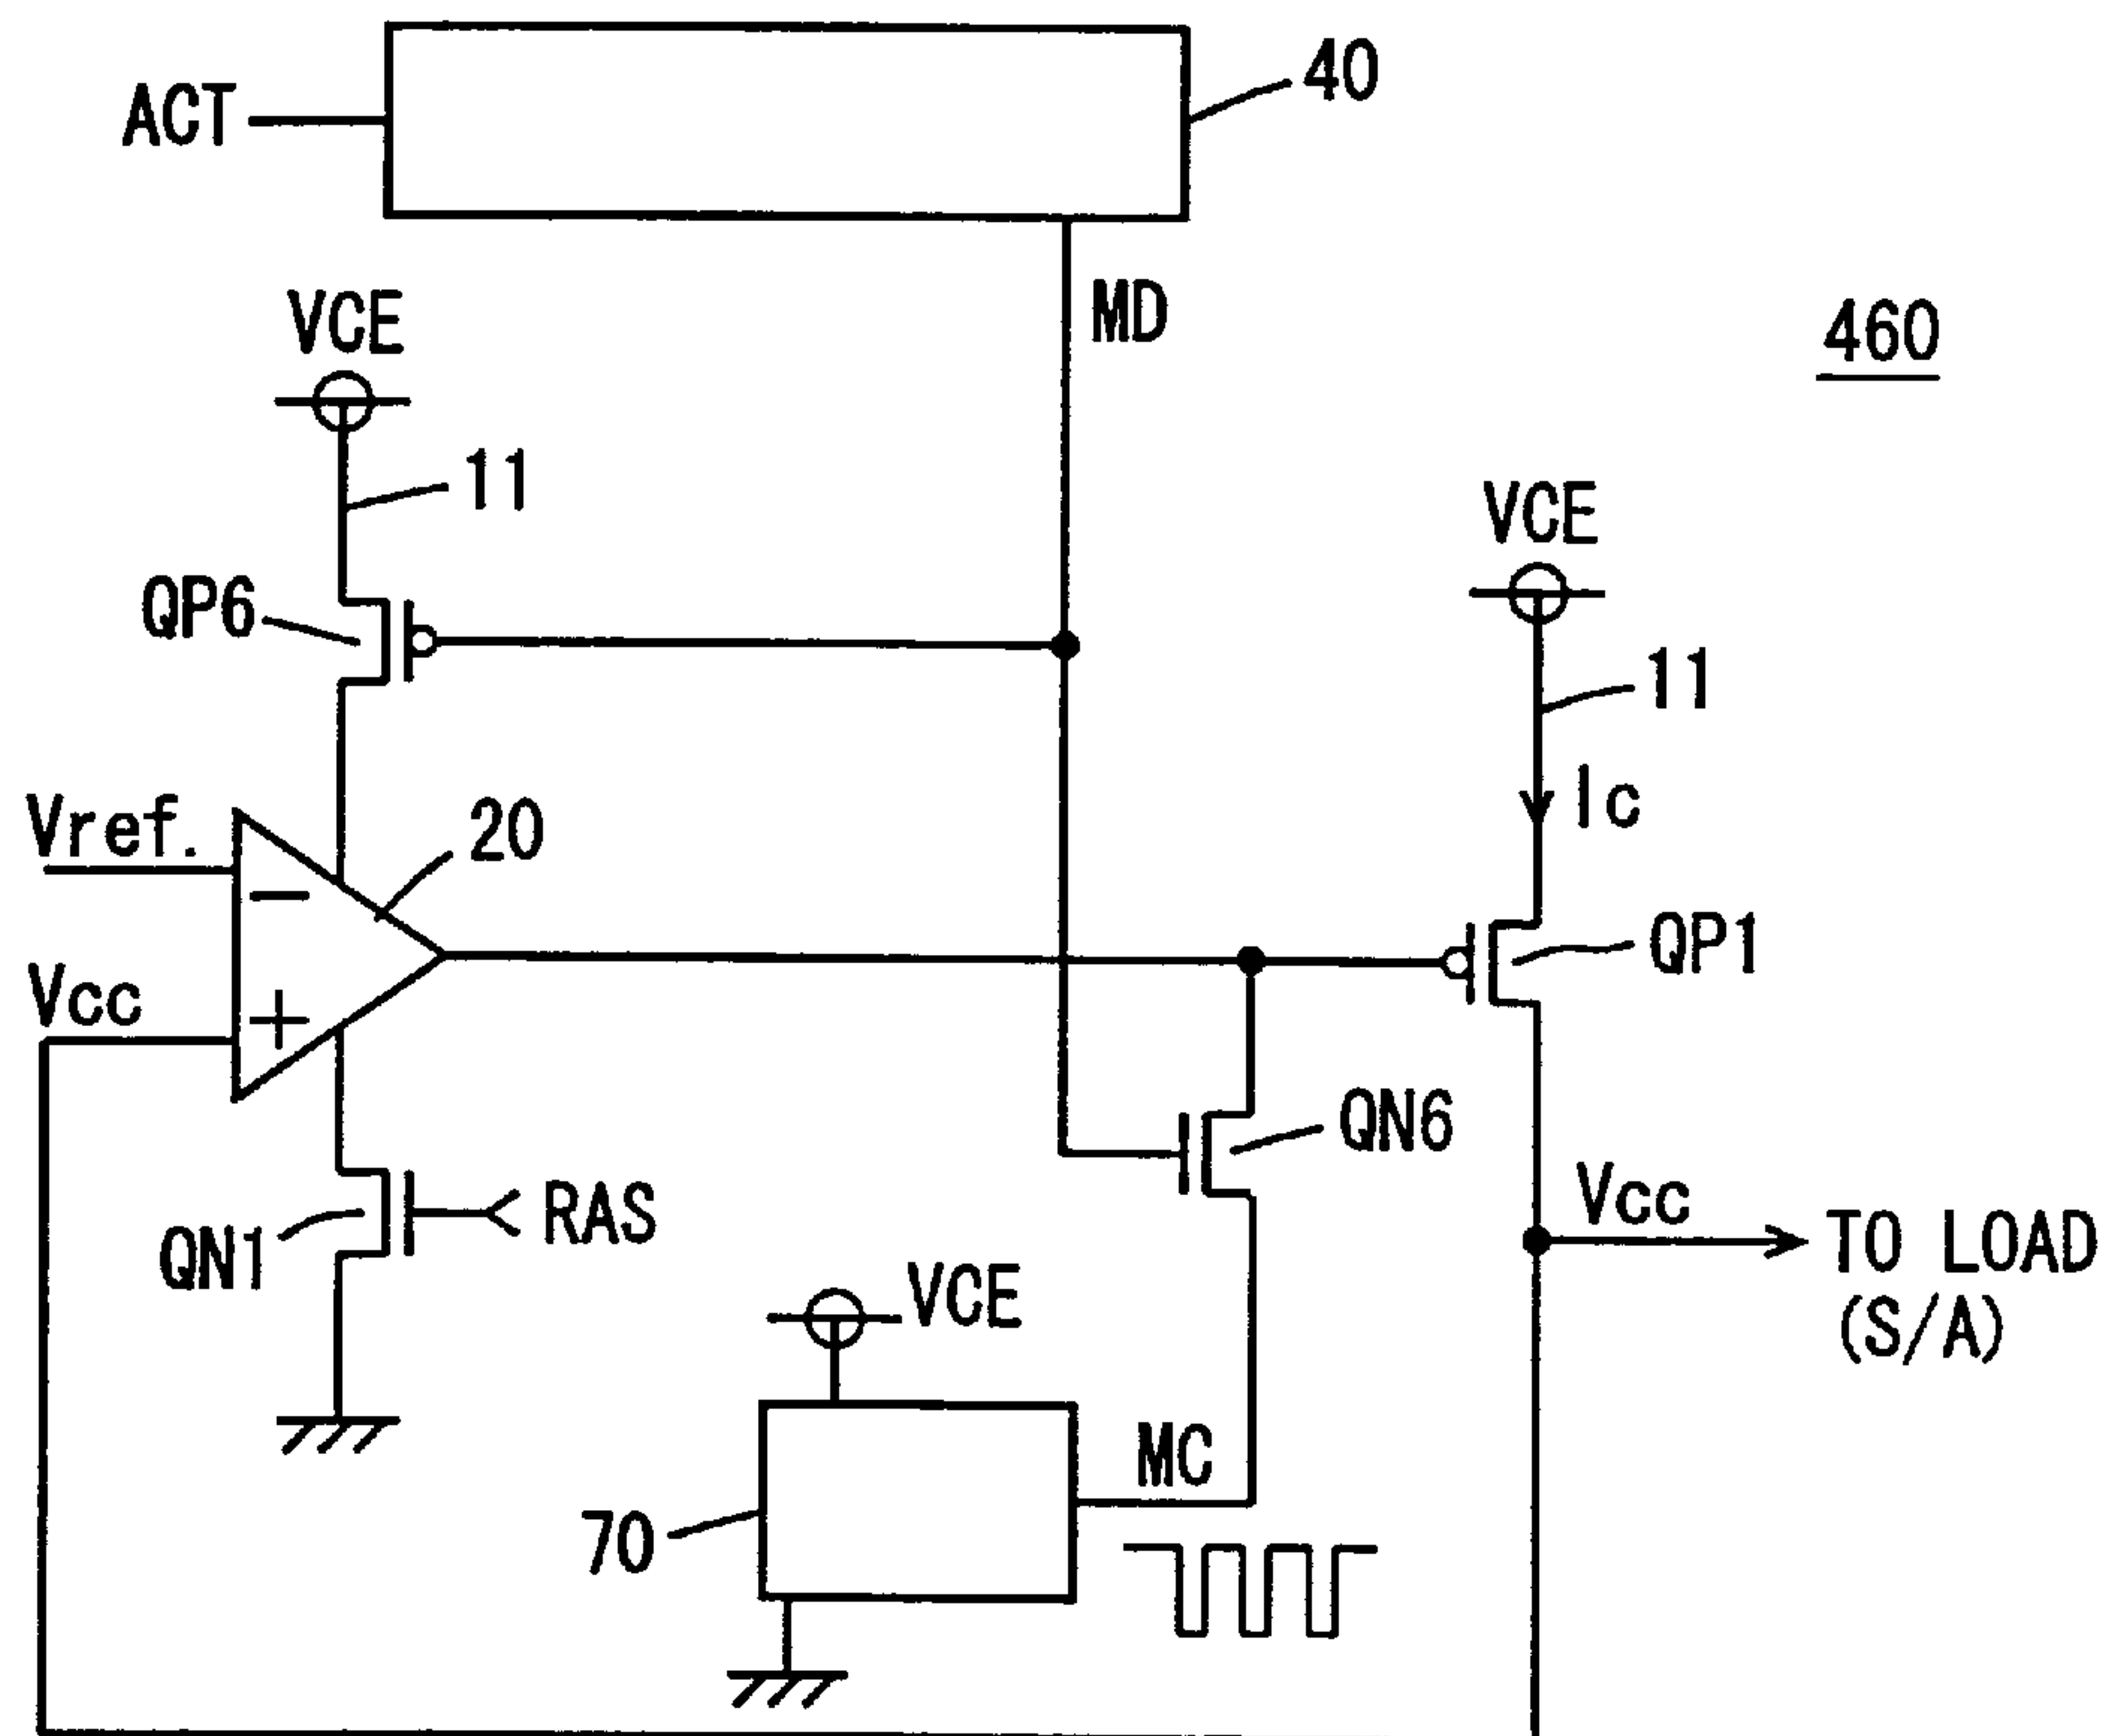 40
ACT
VCE
MD
460
11
VCE
QP6
11
Ic
Vref.
20
−
QP1
Vcc
+
QN6
Vcc
RAS
TO LOAD
(S/A)
QN1
VCE
MC
70